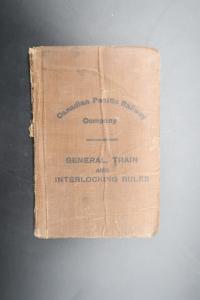 Canadian Pacific Railway
Company
GENERAL TRAIN
AND
INTERLOCKING RULES